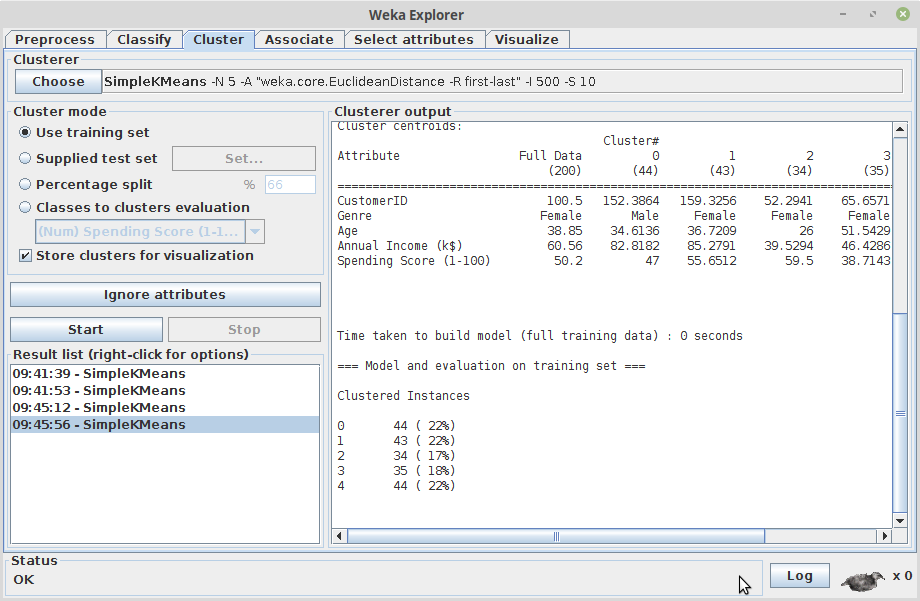 Weka Explorer
Preprocess Classify Cluster Associate Select attributes Visualize
Clusterer
Choose SimpleKMeans -N 5 -A "weka.core.EuclideanDistance -R first-last" -I 500 -S 10
Cluster mode
Use training set
Supplied test set Set...
Percentage split % 66
Classes to clusters evaluation
(Num) Spending Score (1-1...
Store clusters for visualization
Ignore attributes
Start Stop
Result list (right-click for options)
09:41:39 - SimpleKMeans
09:41:53 - SimpleKMeans
09:45:12 - SimpleKMeans
09:45:56 - SimpleKMeans
Clusterer output
Cluster centroids:
Cluster#
Attribute Full Data 0 1 2 3
(200) (44) (43) (34) (35)
==========================================================================================
CustomerID 100.5 152.3864 159.3256 52.2941 65.6571
Genre Female Male Female Female Female
Age 38.85 34.6136 36.7209 26 51.5429
Annual Income (k$) 60.56 82.8182 85.2791 39.5294 46.4286
Spending Score (1-100) 50.2 47 55.6512 59.5 38.7143
Time taken to build model (full training data) : 0 seconds
=== Model and evaluation on training set ===
Clustered Instances
0 44 ( 22%)
1 43 ( 22%)
2 34 ( 17%)
3 35 ( 18%)
4 44 ( 22%)
Status
OK
Log x 0